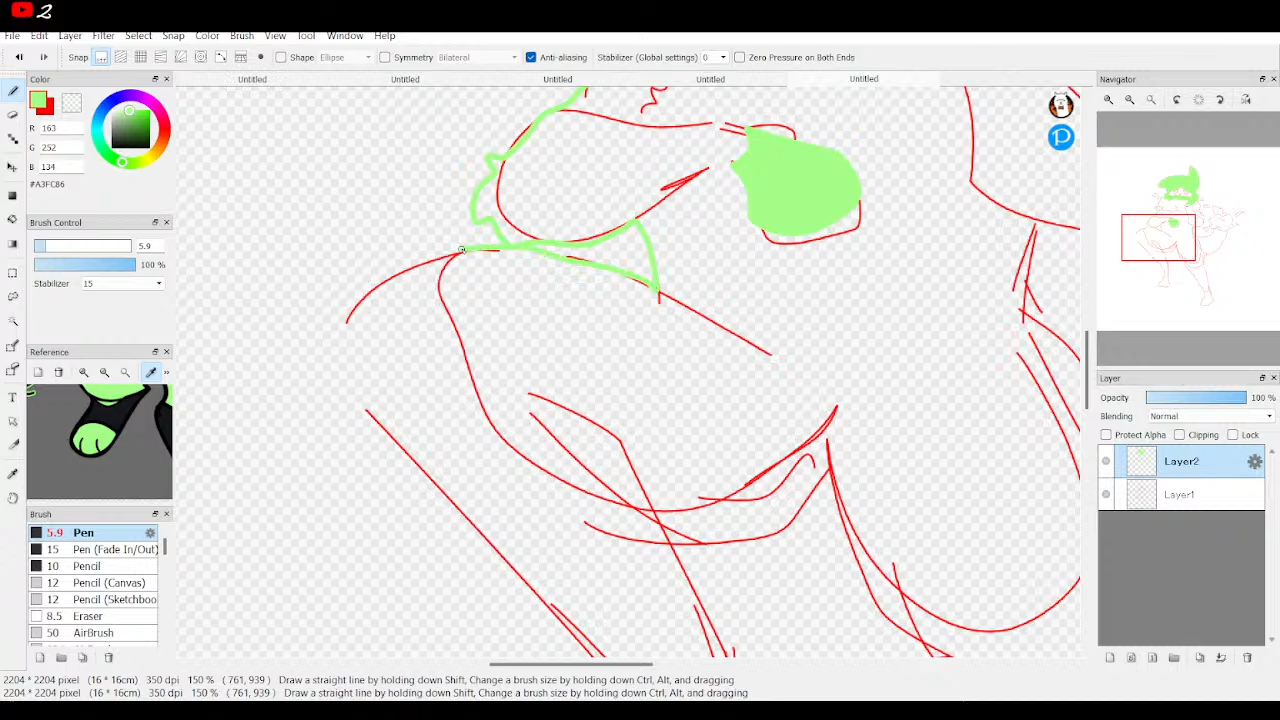 2
File Edit Layer Filter Select Snap Color Brush View Tool Window Help
Snap Shape Ellipse Symmetry Bilateral Anti-aliasing Stabilizer (Global settings) 0 Zero Pressure on Both Ends
Color
Untitled Untitled Untitled Untitled Untitled
Navigator
R 163
G 252
B 134
#A3FC86
Brush Control
5.9
100 %
Stabilizer 15
Reference
Brush
5.9 Pen
15 Pen (Fade In/Out)
10 Pencil
12 Pencil (Canvas)
12 Pencil (Sketchboo
8.5 Eraser
50 AirBrush
P
Layer
Opacity 100 %
Blending Normal
Protect Alpha Clipping Lock
Layer2
Layer1
2204 * 2204 pixel (16 * 16cm) 350 dpi 150 % (761, 939) Draw a straight line by holding down Shift, Change a brush size by holding down Ctrl, Alt, and dragging
2204 * 2204 pixel (16 * 16cm) 350 dpi 150 % (761, 939) Draw a straight line by holding down Shift, Change a brush size by holding down Ctrl, Alt, and dragging